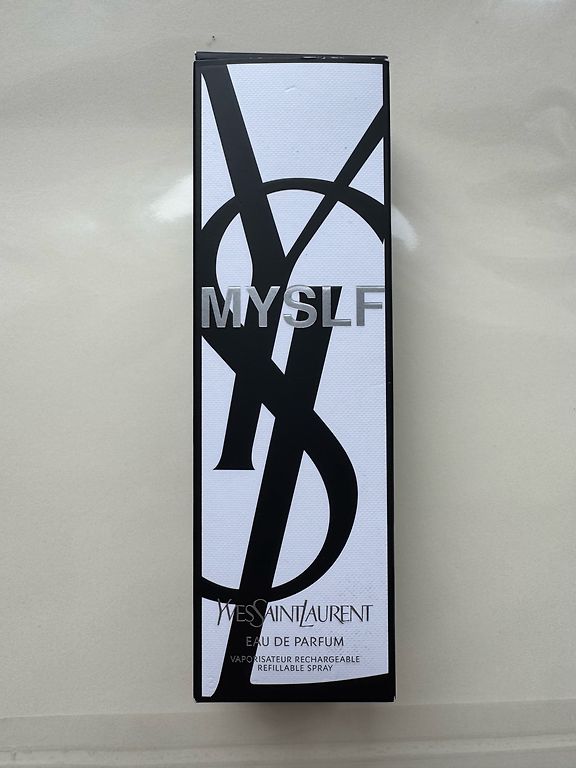 MYSLF
YVESSAINTLAURENT
EAU DE PARFUM
VAPORISATEUR RECHARGEABLE
REFILLABLE SPRAY